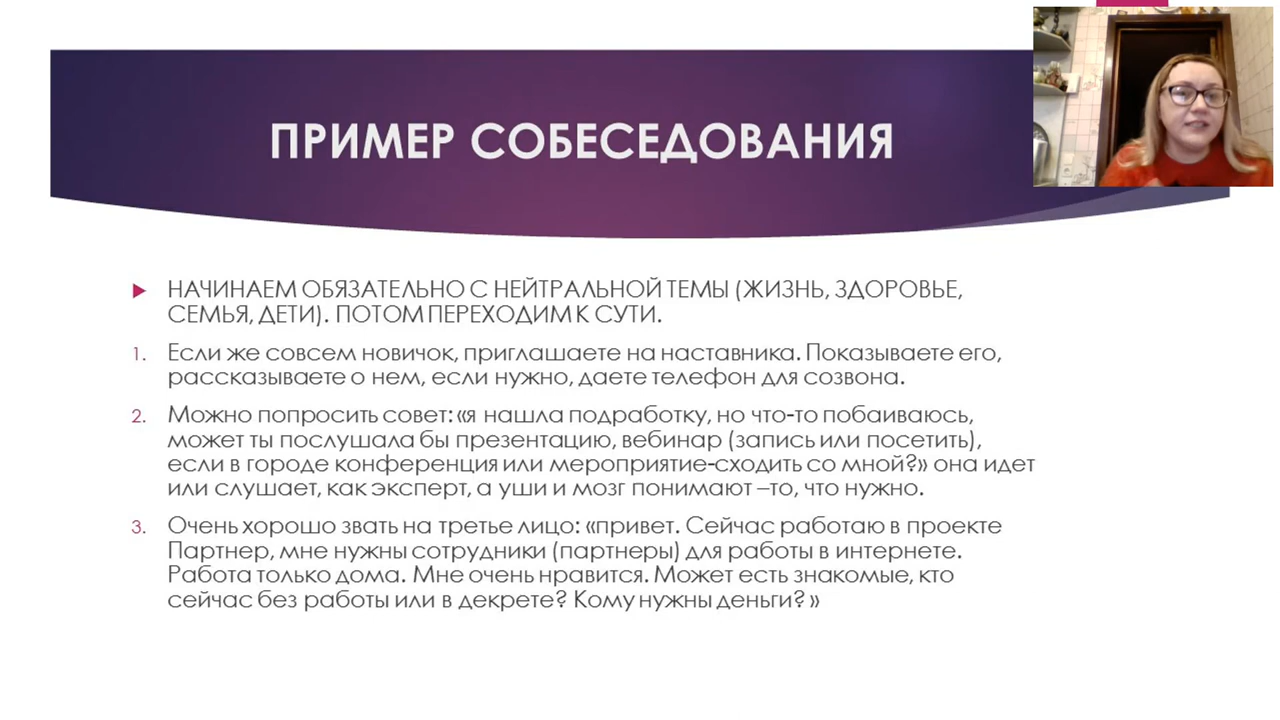 ПРИМЕР СОБЕСЕДОВАНИЯ
НАЧИНАЕМ ОБЯЗАТЕЛЬНО С НЕЙТРАЛЬНОЙ ТЕМЫ (ЖИЗНЬ, ЗДОРОВЬЕ,
СЕМЬЯ, ДЕТИ). ПОТОМ ПЕРЕХОДИМ К СУТИ.
1. Если же совсем новичок, приглашаете на наставника. Показываете его,
рассказываете о нем, если нужно, даете телефон для созвона.
2. Можно попросить совет: «я нашла подработку, но что-то побаиваюсь,
может ты послушала бы презентацию, вебинар (запись или посетить),
если в городе конференция или мероприятие-сходить со мной?» она идет
или слушает, как эксперт, а уши и мозг понимают –то, что нужно.
3. Очень хорошо звать на третье лицо: «привет. Сейчас работаю в проекте
Партнер, мне нужны сотрудники (партнеры) для работы в интернете.
Работа только дома. Мне очень нравится. Может есть знакомые, кто
сейчас без работы или в декрете? Кому нужны деньги? »